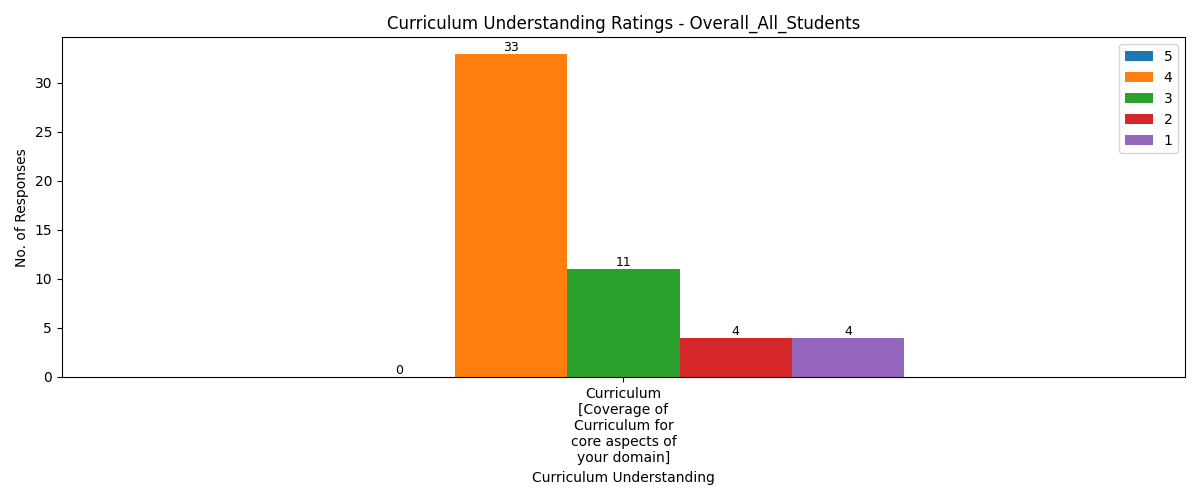 Curriculum Understanding Ratings - Overall_All_Students
No. of Responses
30
25
20
15
10
5
0
0
33
11
4
4
5
4
3
2
1
Curriculum
[Coverage of
Curriculum for
core aspects of
your domain]
Curriculum Understanding